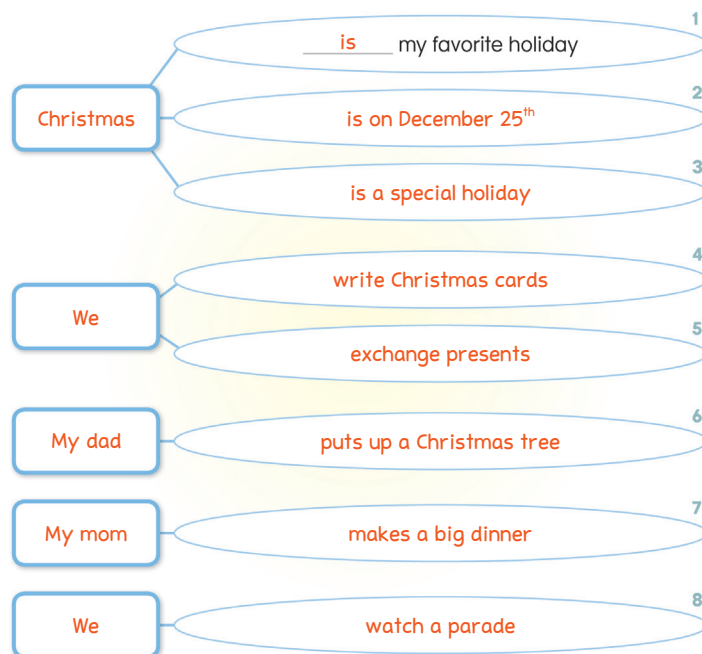 1
is my favorite holiday
Christmas
2
is on December 25th
3
is a special holiday
4
write Christmas cards
We
5
exchange presents
6
My dad
puts up a Christmas tree
7
My mom
makes a big dinner
8
We
watch a parade